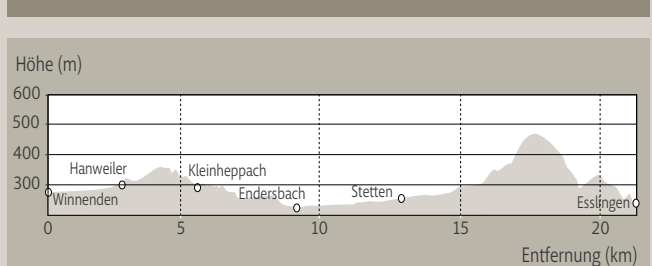 Höhe (m)
600
500
400
300
Hanweiler
Kleinheppach
Winnenden
Endersbach
Stetten
Esslingen
0 5 10 15 20
Entfernung (km)